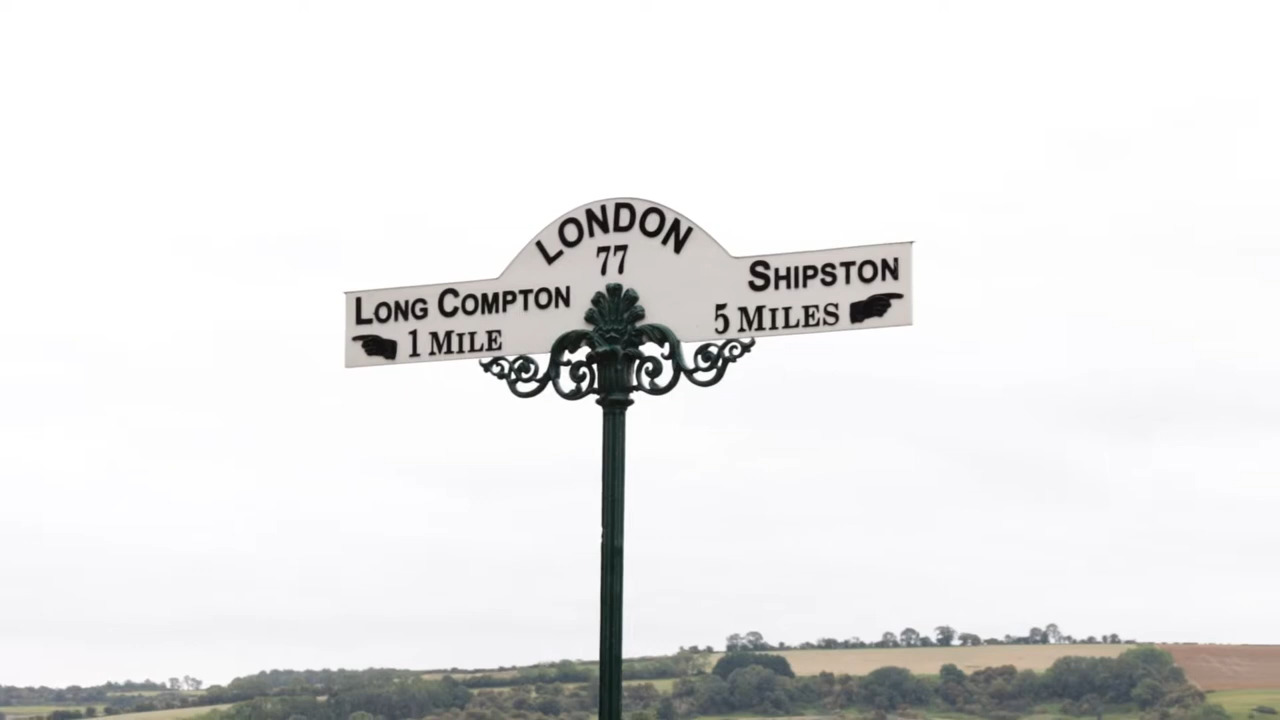 LONDON
77
LONG COMPTON
1 MILE
SHIPSTON
5 MILES